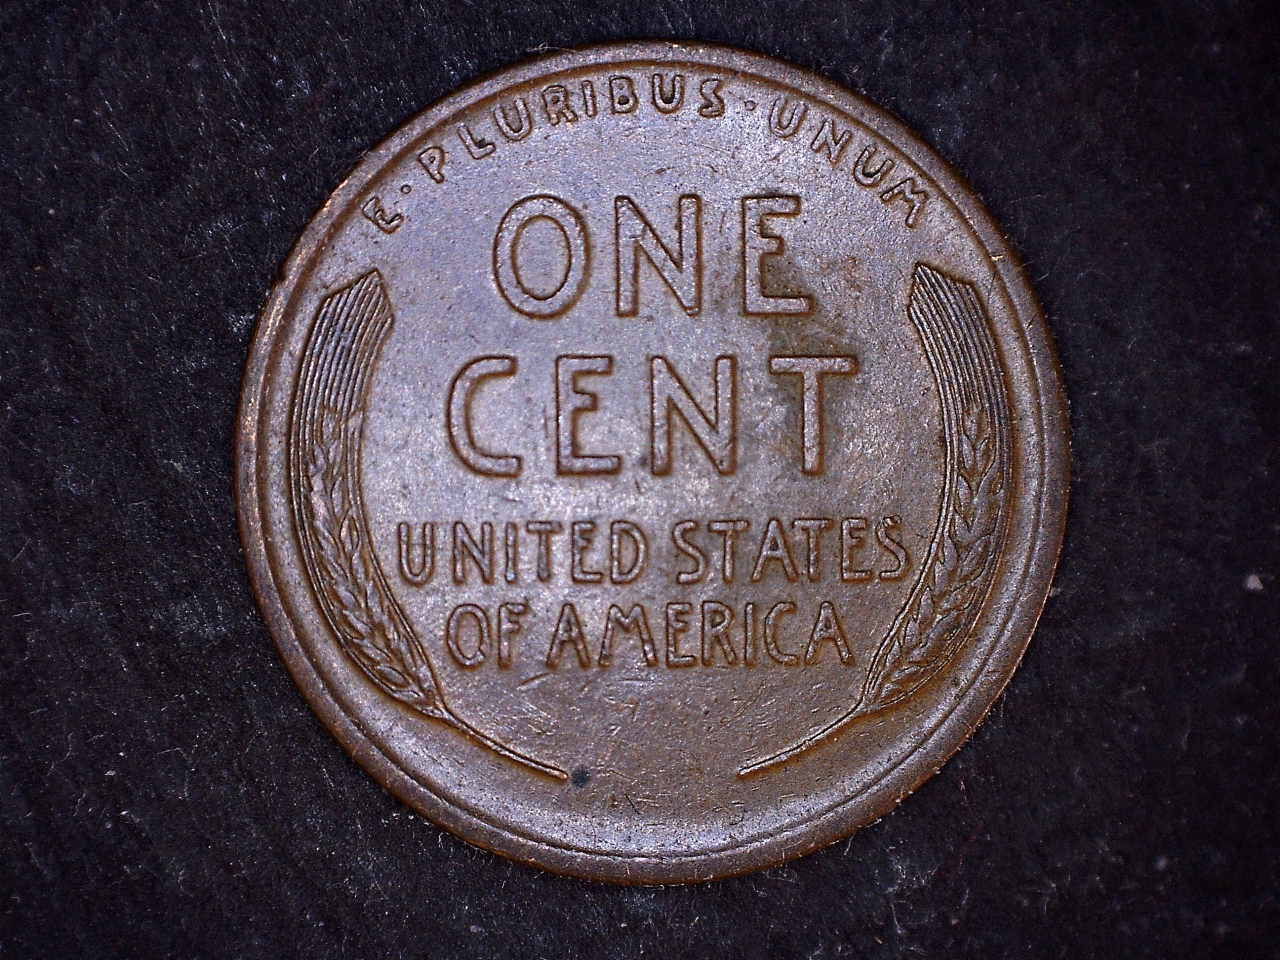 E · PLURIBUS · UNUM
ONE
CENT
UNITED STATES
OF AMERICA